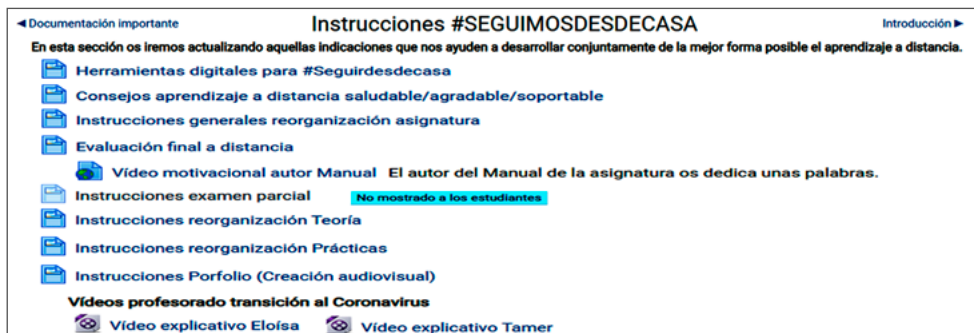 ◄ Documentación importante Instrucciones #SEGUIMOSDESDECASA Introducción ►
En esta sección os iremos actualizando aquellas indicaciones que nos ayuden a desarrollar conjuntamente de la mejor forma posible el aprendizaje a distancia.
Herramientas digitales para #Seguirdesdecasa
Consejos aprendizaje a distancia saludable/agradable/soportable
Instrucciones generales reorganización asignatura
Evaluación final a distancia
Vídeo motivacional autor Manual El autor del Manual de la asignatura os dedica unas palabras.
Instrucciones examen parcial No mostrado a los estudiantes
Instrucciones reorganización Teoría
Instrucciones reorganización Prácticas
Instrucciones Porfolio (Creación audiovisual)
Vídeos profesorado transición al Coronavirus
Vídeo explicativo Eloísa Vídeo explicativo Tamer